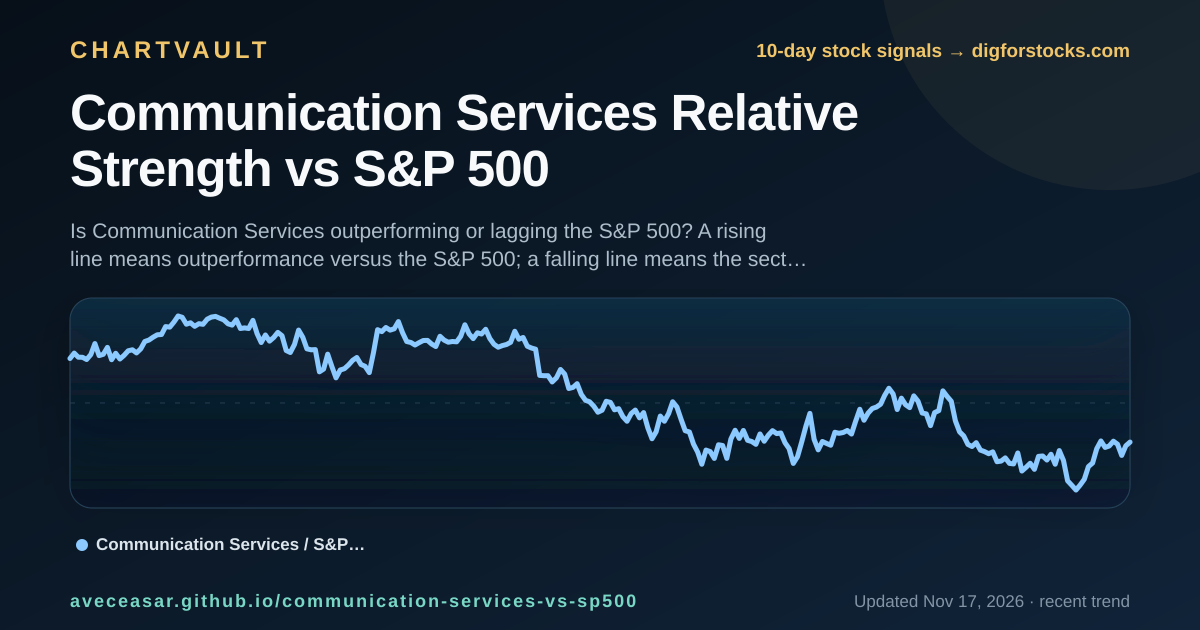 CHARTVAULT
10-day stock signals → digforstocks.com
Communication Services Relative
Strength vs S&P 500
Is Communication Services outperforming or lagging the S&P 500? A rising
line means outperformance versus the S&P 500; a falling line means the sect…
Communication Services / S&P…
aveceasar.github.io/communication-services-vs-sp500
Updated Nov 17, 2026 · recent trend